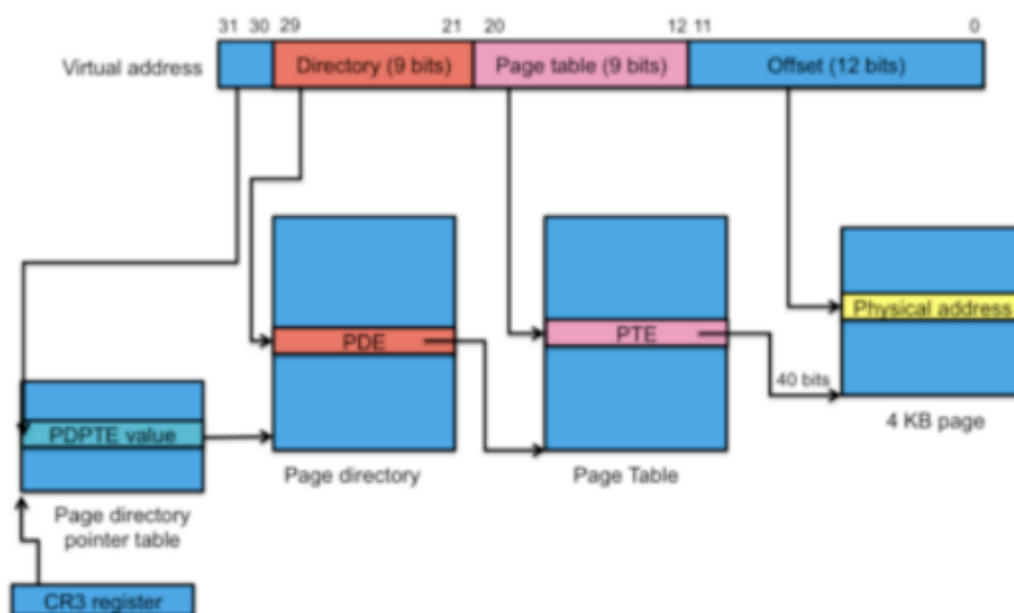 31 30 29 21 20 12 11 0
Virtual address Directory (9 bits) Page table (9 bits) Offset (12 bits)
Physical address
PDE PTE
40 bits
4 KB page
PDPTE value
Page directory Page Table
Page directory
pointer table
CR3 register